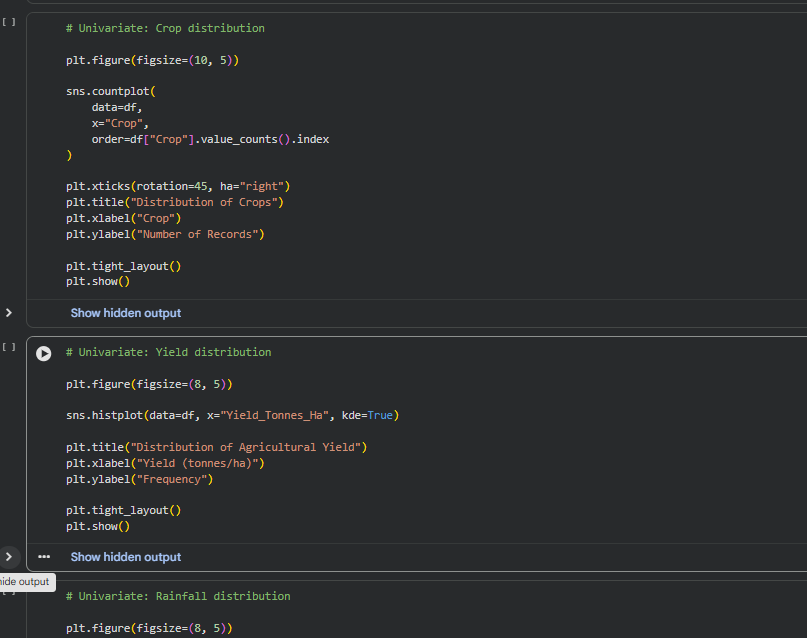 [ ]
# Univariate: Crop distribution
plt.figure(figsize=(10, 5))
sns.countplot(
    data=df,
    x="Crop",
    order=df["Crop"].value_counts().index
)
plt.xticks(rotation=45, ha="right")
plt.title("Distribution of Crops")
plt.xlabel("Crop")
plt.ylabel("Number of Records")
plt.tight_layout()
plt.show()
Show hidden output
[ ]
# Univariate: Yield distribution
plt.figure(figsize=(8, 5))
sns.histplot(data=df, x="Yield_Tonnes_Ha", kde=True)
plt.title("Distribution of Agricultural Yield")
plt.xlabel("Yield (tonnes/ha)")
plt.ylabel("Frequency")
plt.tight_layout()
plt.show()
Show hidden output
hide output
[ ]
# Univariate: Rainfall distribution
plt.figure(figsize=(8, 5))